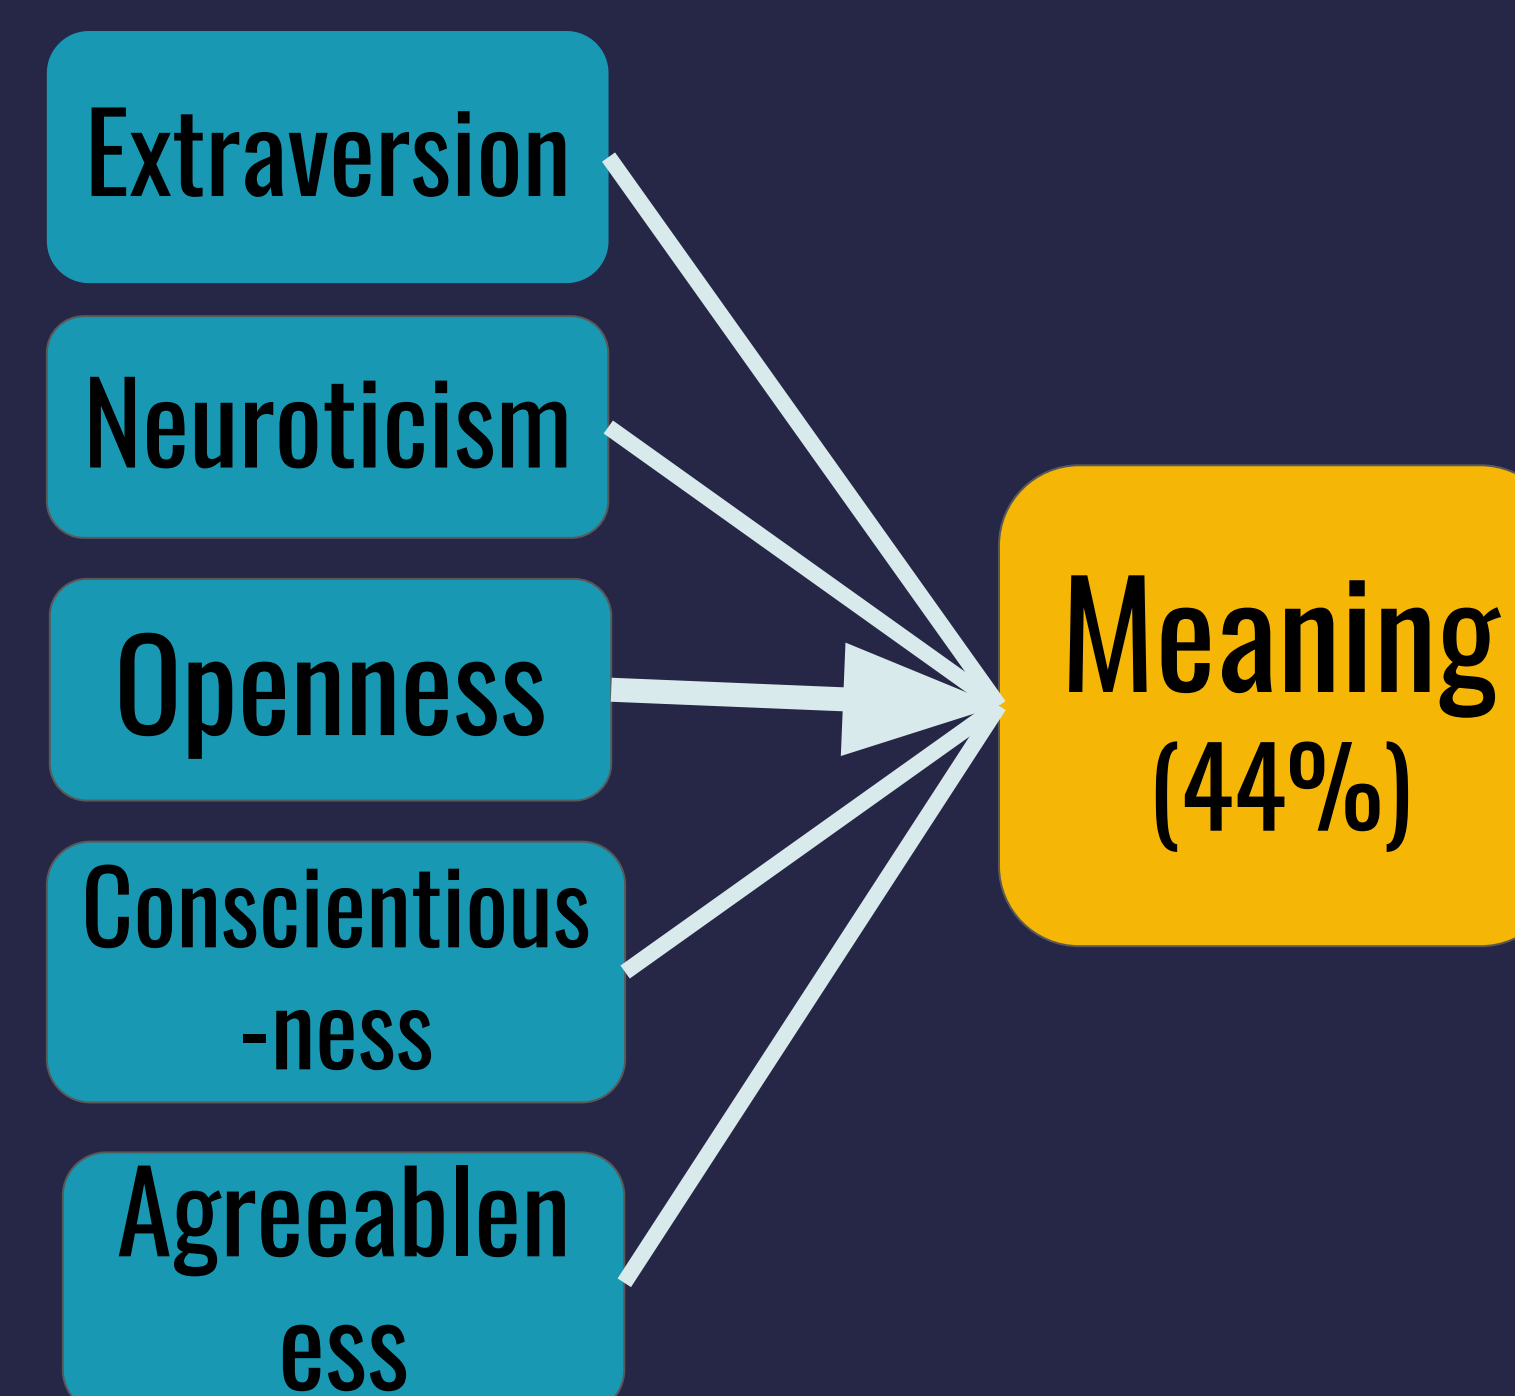 Extraversion
Neuroticism
Openness
Conscientious
-ness
Agreeablen
ess
Meaning
(44%)